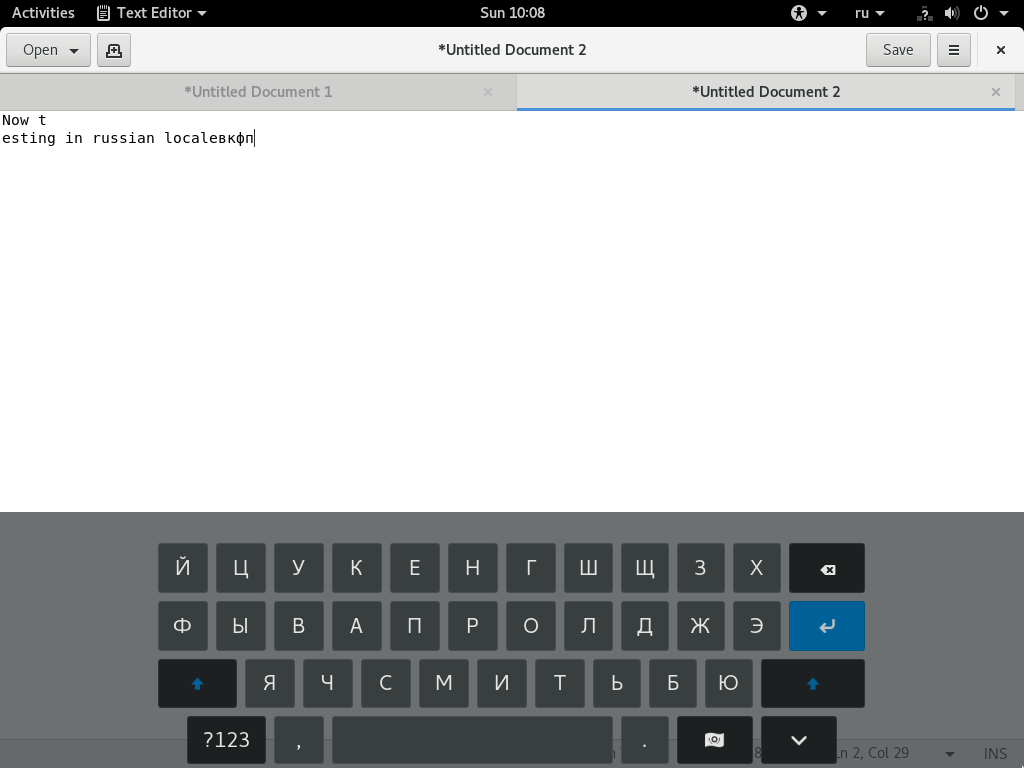 Activities Text Editor Sun 10:08 ru
Open *Untitled Document 2 Save
*Untitled Document 1 *Untitled Document 2
Now t
esting in russian localeвкфп
Й Ц У К Е Н Г Ш Щ З Х
Ф Ы В А П Р О Л Д Ж Э
Я Ч С М И Т Ь Б Ю
?123 , .
Ln 2, Col 29 INS